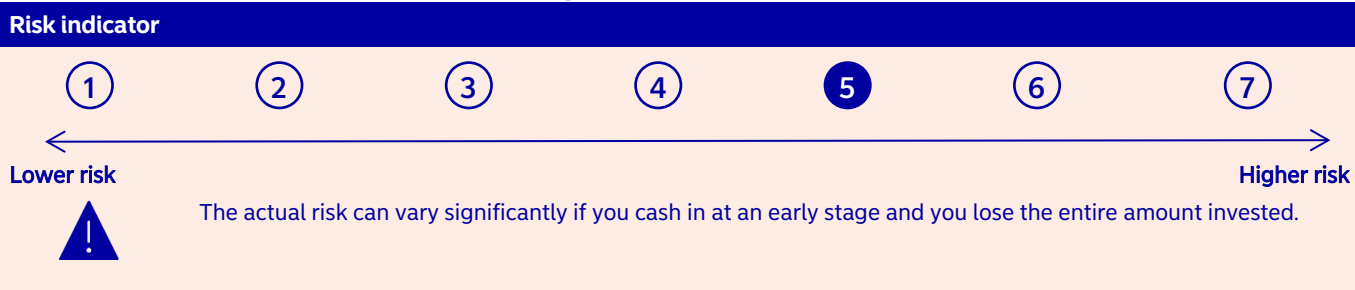 Risk indicator
1 2 3 4 5 6 7
Lower risk Higher risk
The actual risk can vary significantly if you cash in at an early stage and you lose the entire amount invested.